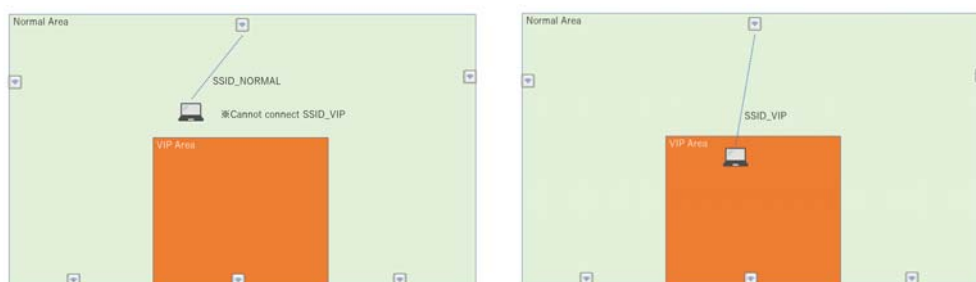 Normal Area
SSID_NORMAL
※Cannot connect SSID_VIP
VIP Area
Normal Area
SSID_VIP
VIP Area